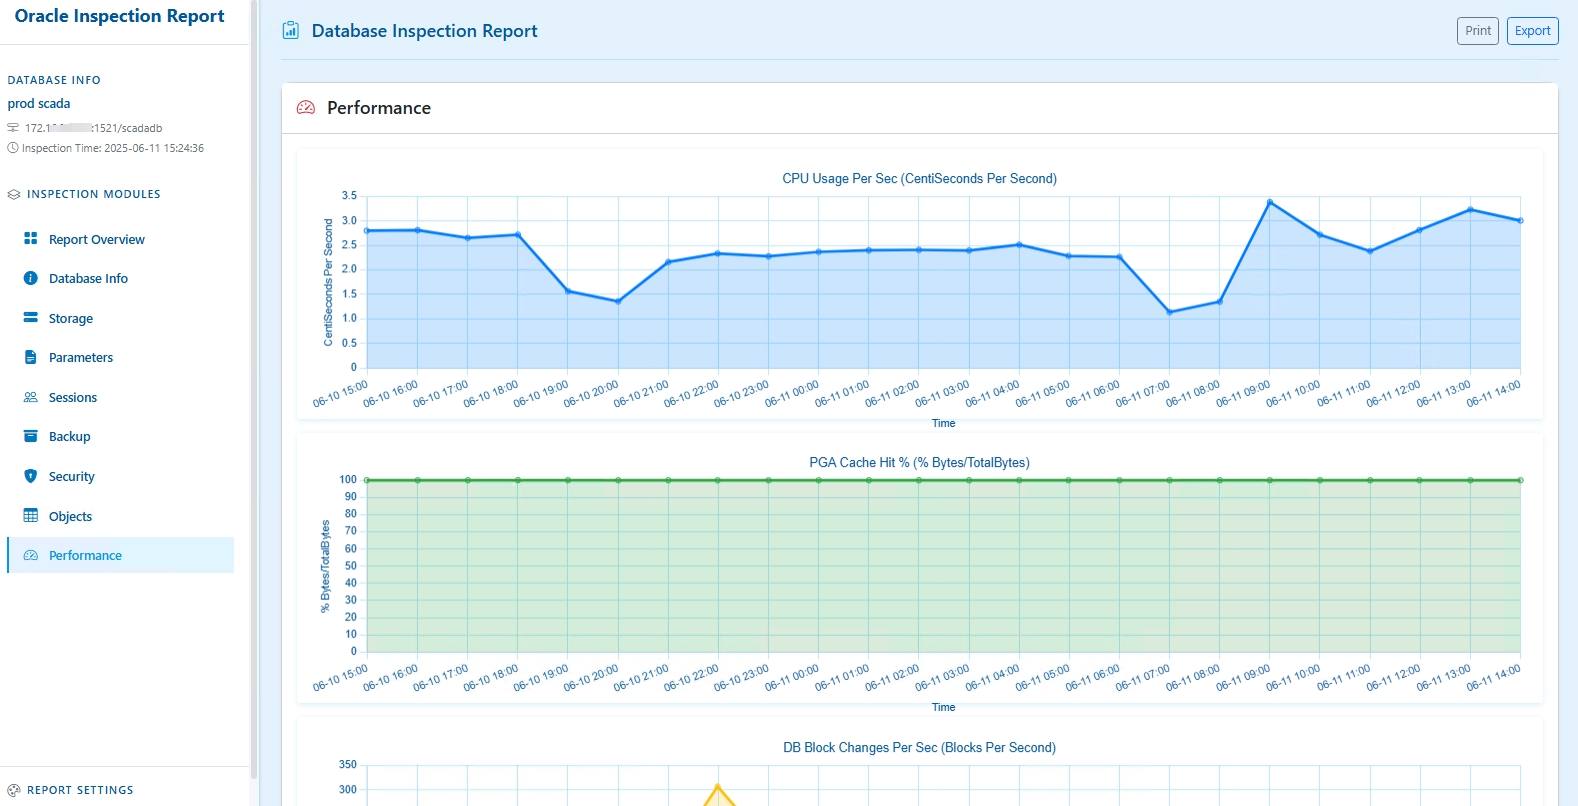 Oracle Inspection Report
DATABASE INFO
prod scada
:1521/scadadb
Inspection Time: 2025-06-11 15:24:36
INSPECTION MODULES
Report Overview
Database Info
Storage
Parameters
Sessions
Backup
Security
Objects
Performance
REPORT SETTINGS
Database Inspection Report
Print
Export
Performance
CPU Usage Per Sec (CentiSeconds Per Second)
CentiSeconds Per Second
3.5
3.0
2.5
2.0
1.5
1.0
0.5
0
06-10 15:00
06-10 16:00
06-10 17:00
06-10 18:00
06-10 19:00
06-10 20:00
06-10 21:00
06-10 22:00
06-10 23:00
06-11 00:00
06-11 01:00
06-11 02:00
06-11 03:00
06-11 04:00
06-11 05:00
06-11 06:00
06-11 07:00
06-11 08:00
06-11 09:00
06-11 10:00
06-11 11:00
06-11 12:00
06-11 13:00
06-11 14:00
Time
PGA Cache Hit % (% Bytes/TotalBytes)
% Bytes/TotalBytes
100
90
80
70
60
50
40
30
20
10
0
06-10 15:00
06-10 16:00
06-10 17:00
06-10 18:00
06-10 19:00
06-10 20:00
06-10 21:00
06-10 22:00
06-10 23:00
06-11 00:00
06-11 01:00
06-11 02:00
06-11 03:00
06-11 04:00
06-11 05:00
06-11 06:00
06-11 07:00
06-11 08:00
06-11 09:00
06-11 10:00
06-11 11:00
06-11 12:00
06-11 13:00
06-11 14:00
Time
DB Block Changes Per Sec (Blocks Per Second)
350
300